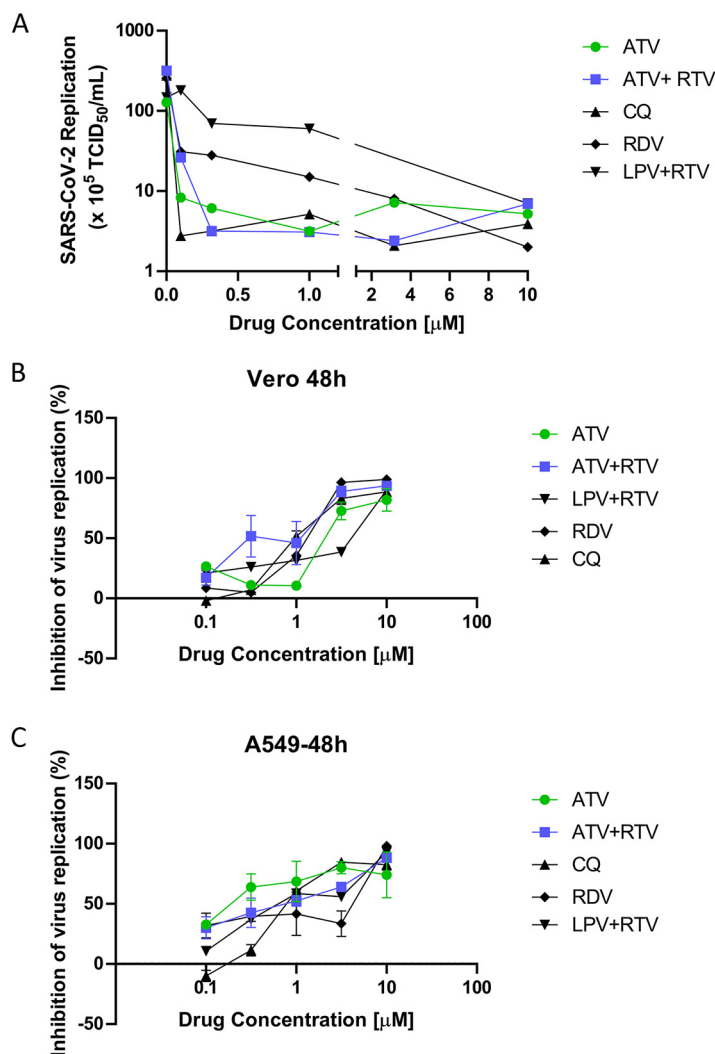 A
SARS-CoV-2 Replication
(x 10⁵ TCID₅₀/mL)
1000
100
10
1
0.0 0.5 1.0 2 4 6 8 10
Drug Concentration [μM]
ATV
ATV+ RTV
CQ
RDV
LPV+RTV
B
Vero 48h
Inhibition of virus replication (%)
150
100
50
0
-50
0.1 1 10 100
Drug Concentration [μM]
ATV
ATV+RTV
LPV+RTV
RDV
CQ
C
A549-48h
Inhibition of virus replication (%)
150
100
50
0
-50
0.1 1 10 100
Drug Concentration [μM]
ATV
ATV+RTV
CQ
RDV
LPV+RTV